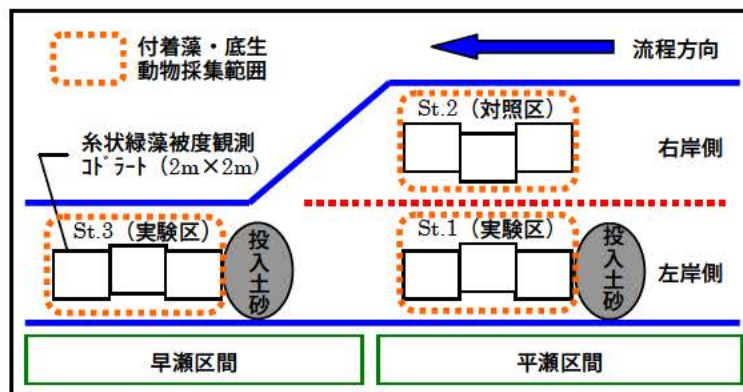 付着藻・底生
動物採集範囲
流程方向
糸状緑藻被度観測
ｺﾄﾞﾗｰﾄ（2m×2m）
St.2（対照区）
右岸側
St.3（実験区）
投入土砂
St.1（実験区）
投入土砂
左岸側
早瀬区間
平瀬区間